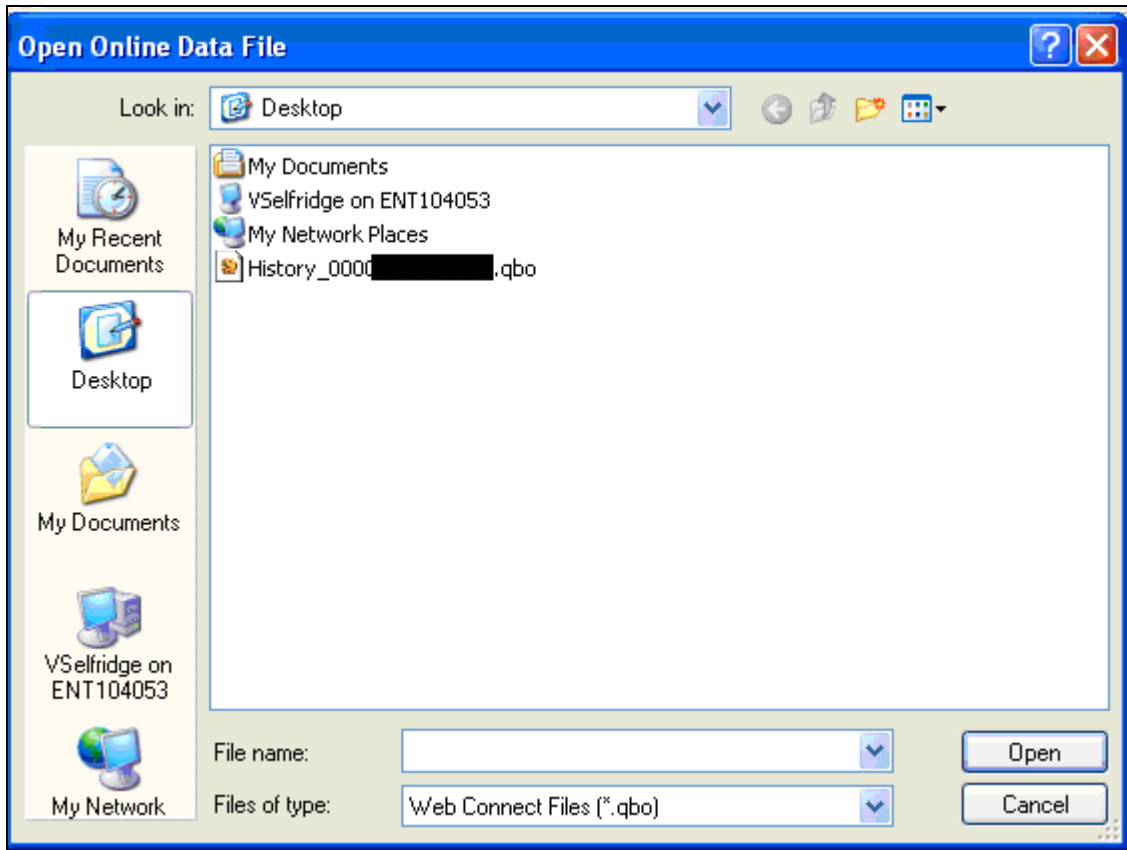 Open Online Data File
Look in:
Desktop
My Recent
Documents
Desktop
My Documents
VSelfridge on
ENT104053
My Network
My Documents
VSelfridge on ENT104053
My Network Places
History_0000 .qbo
File name:
Open
Files of type:
Web Connect Files (*.qbo)
Cancel